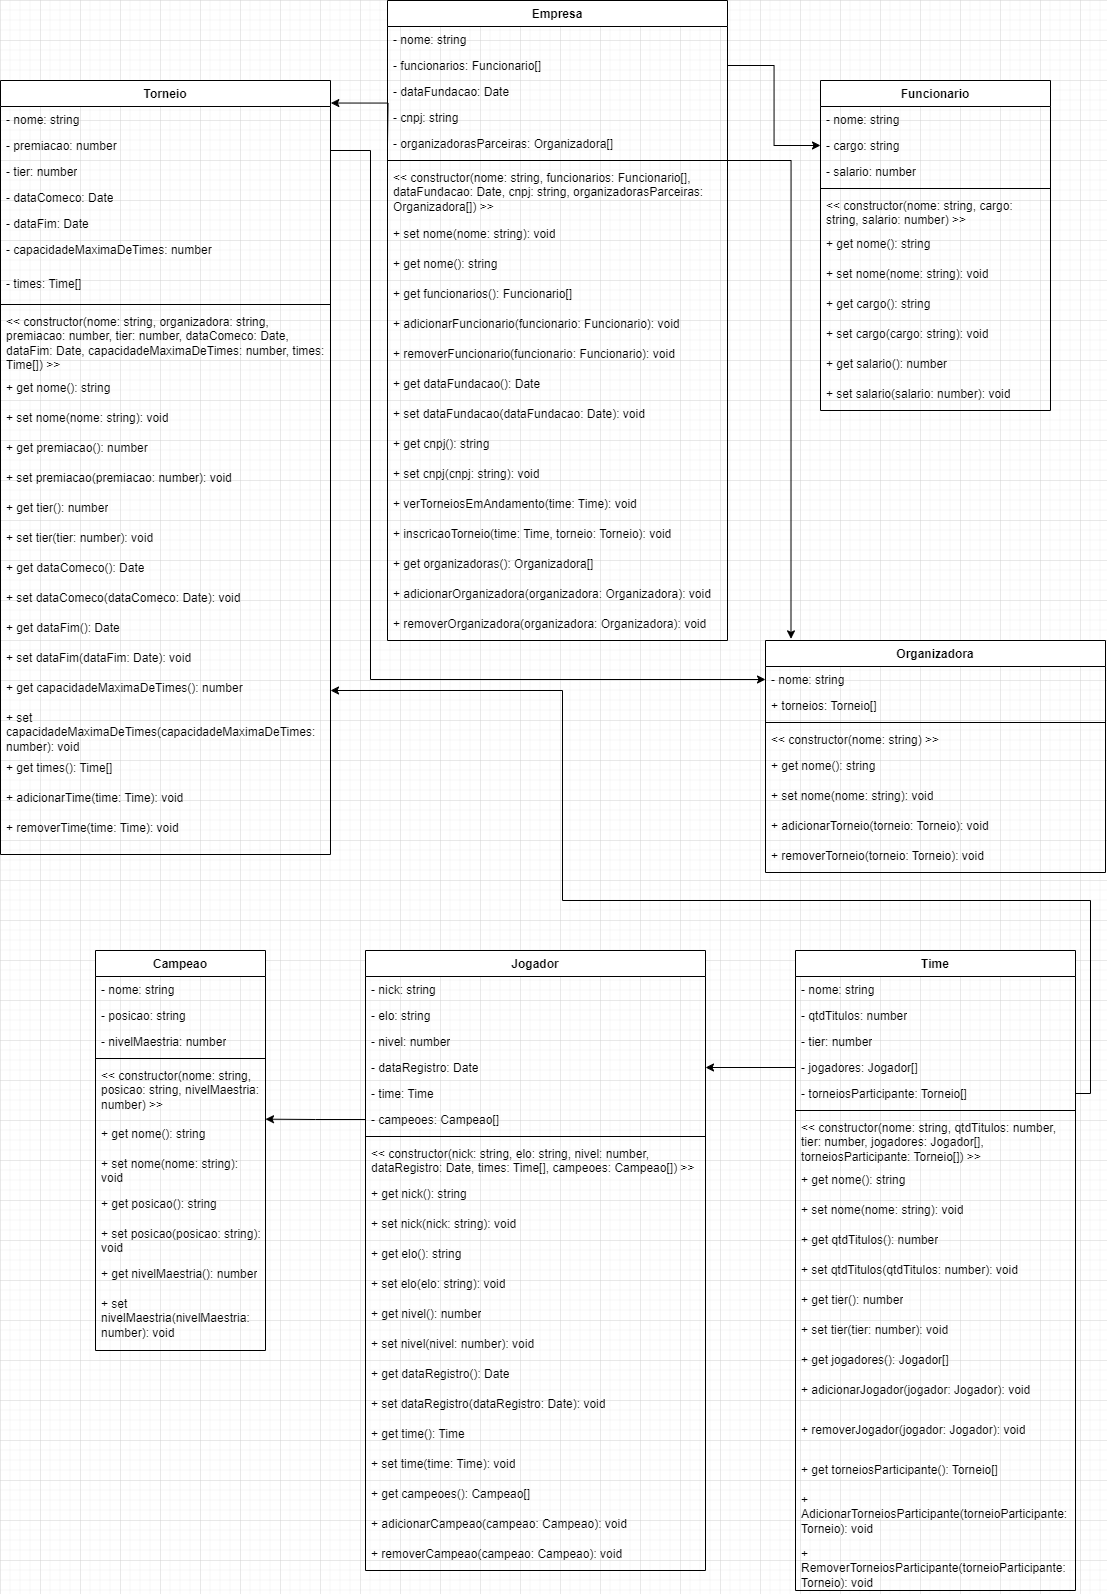 Empresa
- nome: string
- funcionarios: Funcionario[]
- dataFundacao: Date
- cnpj: string
- organizadorasParceiras: Organizadora[]
<< constructor(nome: string, funcionarios: Funcionario[],
dataFundacao: Date, cnpj: string, organizadorasParceiras:
Organizadora[]) >>
+ set nome(nome: string): void
+ get nome(): string
+ get funcionarios(): Funcionario[]
+ adicionarFuncionario(funcionario: Funcionario): void
+ removerFuncionario(funcionario: Funcionario): void
+ get dataFundacao(): Date
+ set dataFundacao(dataFundacao: Date): void
+ get cnpj(): string
+ set cnpj(cnpj: string): void
+ verTorneiosEmAndamento(time: Time): void
+ inscricaoTorneio(time: Time, torneio: Torneio): void
+ get organizadoras(): Organizadora[]
+ adicionarOrganizadora(organizadora: Organizadora): void
+ removerOrganizadora(organizadora: Organizadora): void
Torneio
- nome: string
- premiacao: number
- tier: number
- dataComeco: Date
- dataFim: Date
- capacidadeMaximaDeTimes: number
- times: Time[]
<< constructor(nome: string, organizadora: string,
premiacao: number, tier: number, dataComeco: Date,
dataFim: Date, capacidadeMaximaDeTimes: number, times:
Time[]) >>
+ get nome(): string
+ set nome(nome: string): void
+ get premiacao(): number
+ set premiacao(premiacao: number): void
+ get tier(): number
+ set tier(tier: number): void
+ get dataComeco(): Date
+ set dataComeco(dataComeco: Date): void
+ get dataFim(): Date
+ set dataFim(dataFim: Date): void
+ get capacidadeMaximaDeTimes(): number
+ set
capacidadeMaximaDeTimes(capacidadeMaximaDeTimes:
number): void
+ get times(): Time[]
+ adicionarTime(time: Time): void
+ removerTime(time: Time): void
Funcionario
- nome: string
- cargo: string
- salario: number
<< constructor(nome: string, cargo:
string, salario: number) >>
+ get nome(): string
+ set nome(nome: string): void
+ get cargo(): string
+ set cargo(cargo: string): void
+ get salario(): number
+ set salario(salario: number): void
Organizadora
- nome: string
+ torneios: Torneio[]
<< constructor(nome: string) >>
+ get nome(): string
+ set nome(nome: string): void
+ adicionarTorneio(torneio: Torneio): void
+ removerTorneio(torneio: Torneio): void
Campeao
- nome: string
- posicao: string
- nivelMaestria: number
<< constructor(nome: string,
posicao: string, nivelMaestria:
number) >>
+ get nome(): string
+ set nome(nome: string):
void
+ get posicao(): string
+ set posicao(posicao: string):
void
+ get nivelMaestria(): number
+ set
nivelMaestria(nivelMaestria:
number): void
Jogador
- nick: string
- elo: string
- nivel: number
- dataRegistro: Date
- time: Time
- campeoes: Campeao[]
<< constructor(nick: string, elo: string, nivel: number,
dataRegistro: Date, times: Time[], campeoes: Campeao[]) >>
+ get nick(): string
+ set nick(nick: string): void
+ get elo(): string
+ set elo(elo: string): void
+ get nivel(): number
+ set nivel(nivel: number): void
+ get dataRegistro(): Date
+ set dataRegistro(dataRegistro: Date): void
+ get time(): Time
+ set time(time: Time): void
+ get campeoes(): Campeao[]
+ adicionarCampeao(campeao: Campeao): void
+ removerCampeao(campeao: Campeao): void
Time
- nome: string
- qtdTitulos: number
- tier: number
- jogadores: Jogador[]
- torneiosParticipante: Torneio[]
<< constructor(nome: string, qtdTitulos: number,
tier: number, jogadores: Jogador[],
torneiosParticipante: Torneio[]) >>
+ get nome(): string
+ set nome(nome: string): void
+ get qtdTitulos(): number
+ set qtdTitulos(qtdTitulos: number): void
+ get tier(): number
+ set tier(tier: number): void
+ get jogadores(): Jogador[]
+ adicionarJogador(jogador: Jogador): void
+ removerJogador(jogador: Jogador): void
+ get torneiosParticipante(): Torneio[]
+
AdicionarTorneiosParticipante(torneioParticipante:
Torneio): void
+
RemoverTorneiosParticipante(torneioParticipante:
Torneio): void